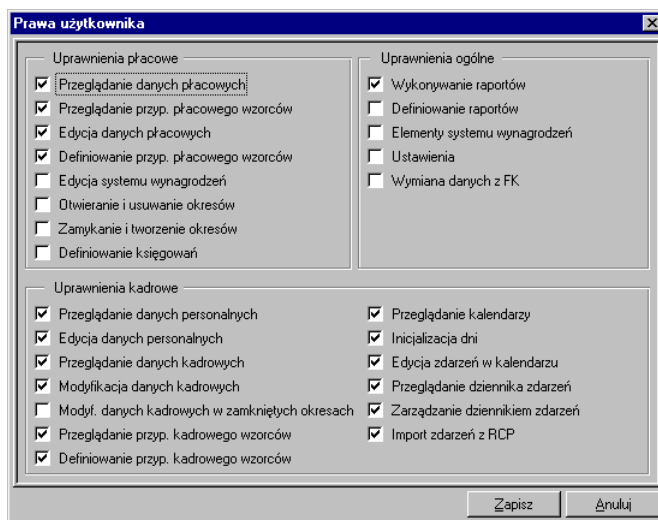 Prawa użytkownika
Uprawnienia płacowe
Przeglądanie danych płacowych
Przeglądanie przyp. płacowego wzorców
Edycja danych płacowych
Definiowanie przyp. płacowego wzorców
Edycja systemu wynagrodzeń
Otwieranie i usuwanie okresów
Zamykanie i tworzenie okresów
Definiowanie księgowań
Uprawnienia ogólne
Wykonywanie raportów
Definiowanie raportów
Elementy systemu wynagrodzeń
Ustawienia
Wymiana danych z FK
Uprawnienia kadrowe
Przeglądanie danych personalnych
Edycja danych personalnych
Przeglądanie danych kadrowych
Modyfikacja danych kadrowych
Modyf. danych kadrowych w zamkniętych okresach
Przeglądanie przyp. kadrowego wzorców
Definiowanie przyp. kadrowego wzorców
Przeglądanie kalendarzy
Inicjalizacja dni
Edycja zdarzeń w kalendarzu
Przeglądanie dziennika zdarzeń
Zarządzanie dziennikiem zdarzeń
Import zdarzeń z RCP
Zapisz
Anuluj